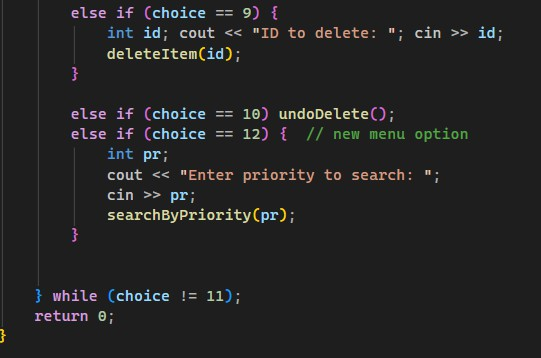 else if (choice == 9) {
int id; cout << "ID to delete: "; cin >> id;
deleteItem(id);
}
else if (choice == 10) undoDelete();
else if (choice == 12) {  // new menu option
int pr;
cout << "Enter priority to search: ";
cin >> pr;
searchByPriority(pr);
}
} while (choice != 11);
return 0;
}